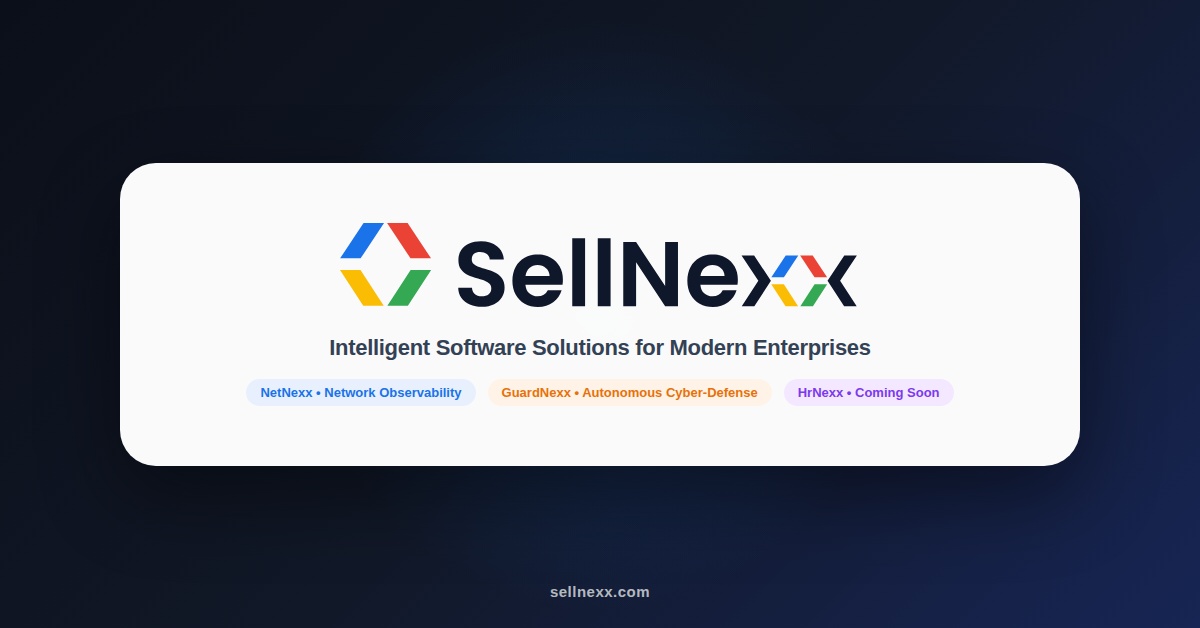 SellNexx
Intelligent Software Solutions for Modern Enterprises
NetNexx • Network Observability
GuardNexx • Autonomous Cyber-Defense
HrNexx • Coming Soon
sellnexx.com